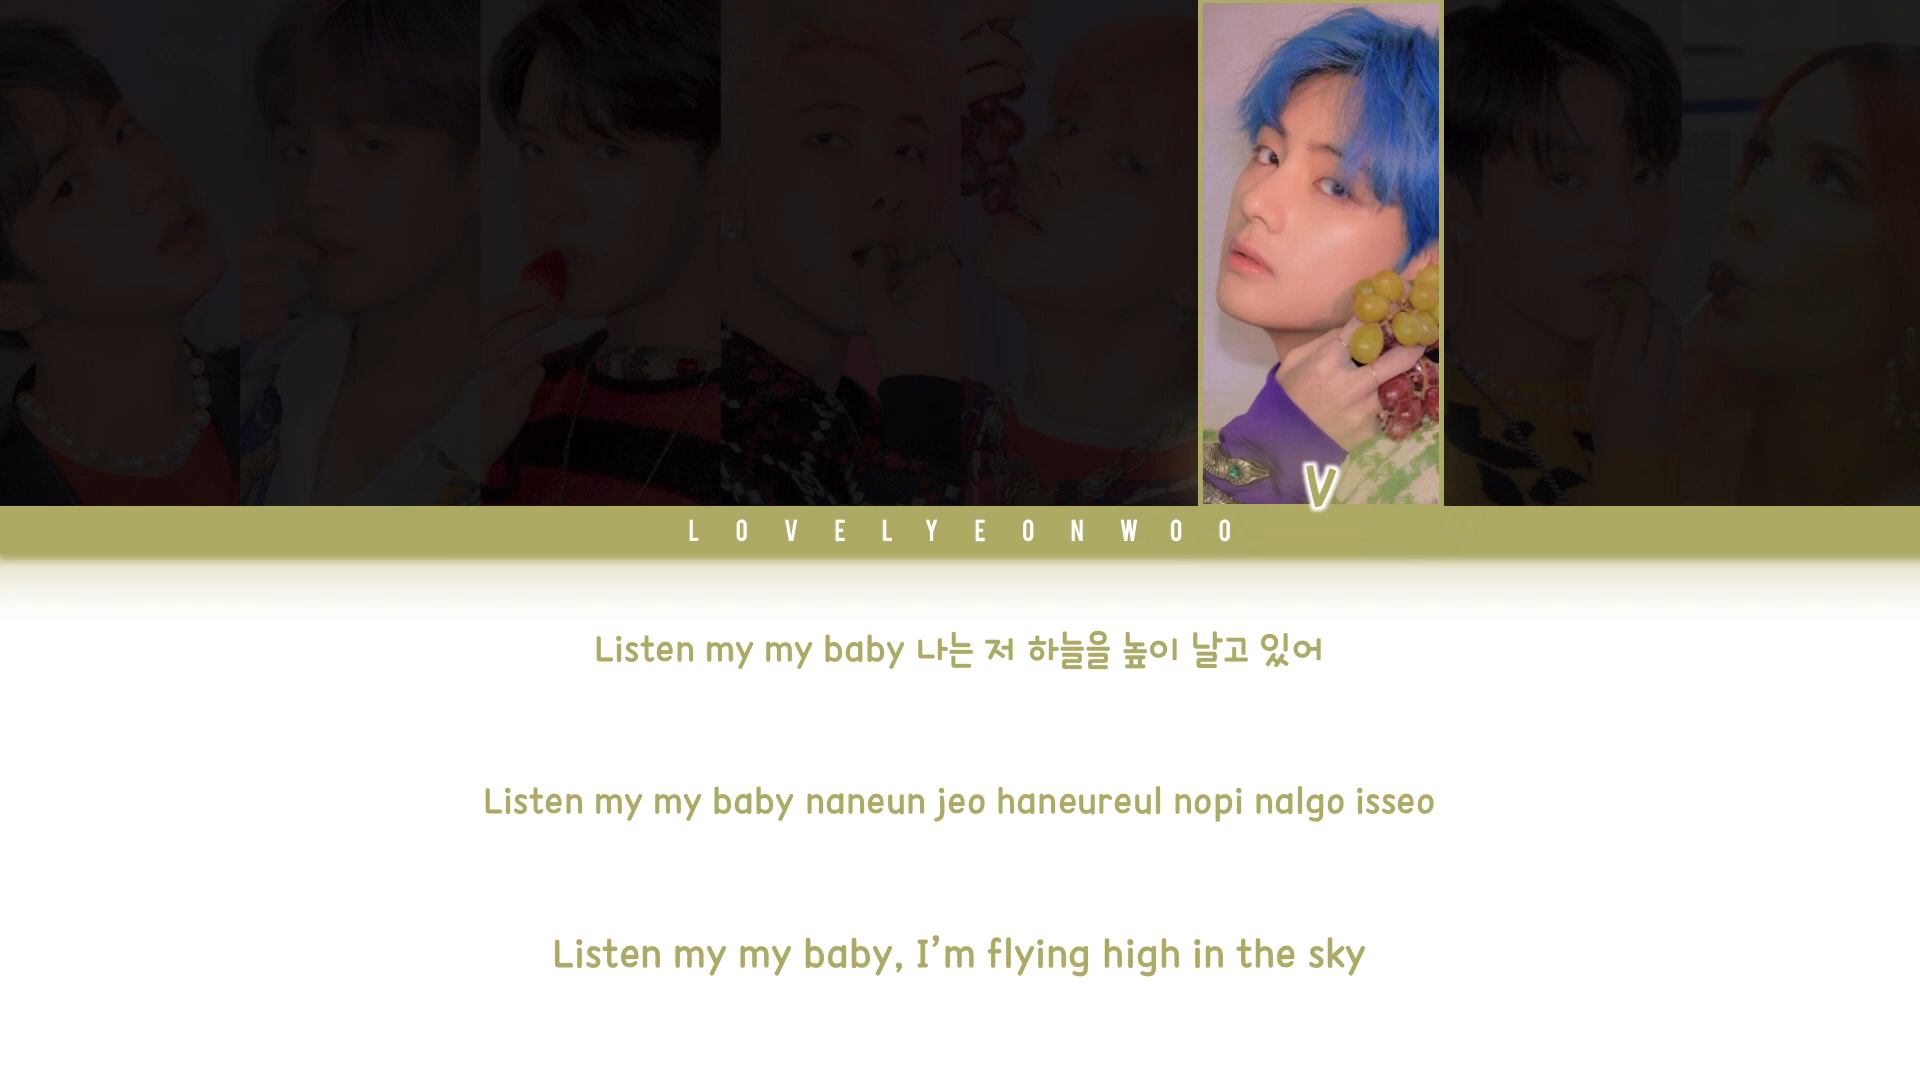 V
LOVELYEONWOO
Listen my my baby 나는 저 하늘을 높이 날고 있어
Listen my my baby naneun jeo haneureul nopi nalgo isseo
Listen my my baby, I’m flying high in the sky